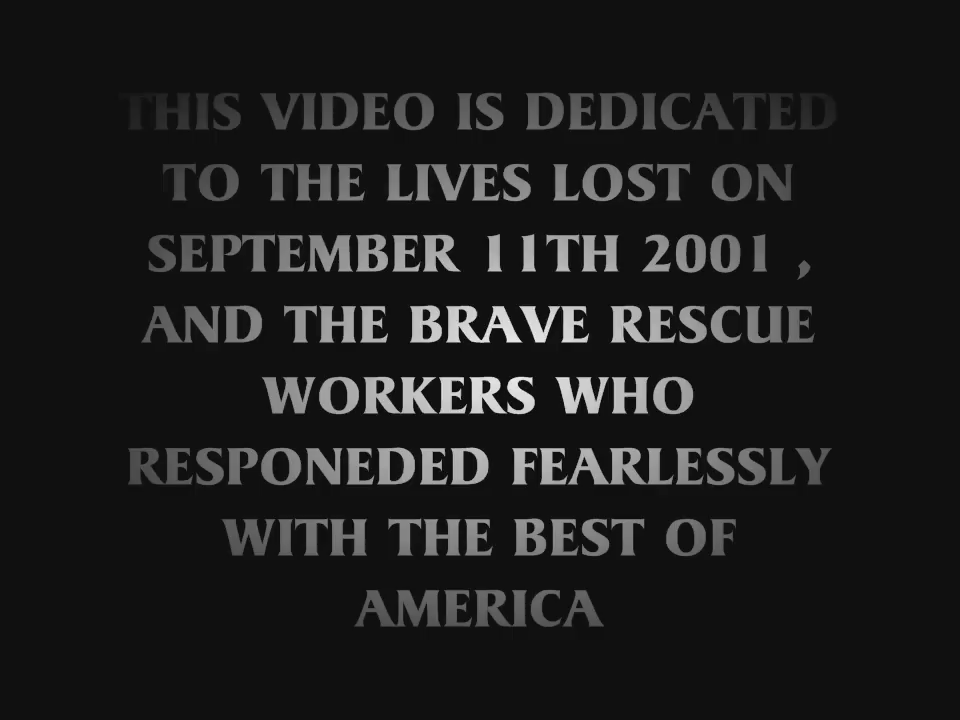 THIS VIDEO IS DEDICATED
TO THE LIVES LOST ON
SEPTEMBER 11TH 2001 ,
AND THE BRAVE RESCUE
WORKERS WHO
RESPONEDED FEARLESSLY
WITH THE BEST OF
AMERICA